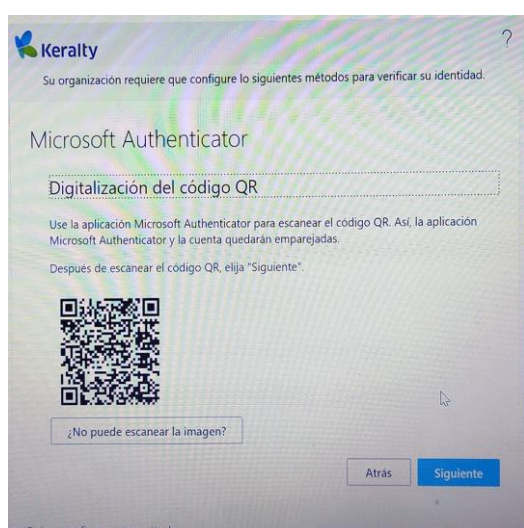 Keralty
?
Su organización requiere que configure lo siguientes métodos para verificar su identidad.
Microsoft Authenticator
Digitalización del código QR
Use la aplicación Microsoft Authenticator para escanear el código QR. Así, la aplicación
Microsoft Authenticator y la cuenta quedarán emparejadas.
Después de escanear el código QR, elija "Siguiente".
¿No puede escanear la imagen?
Atrás
Siguiente